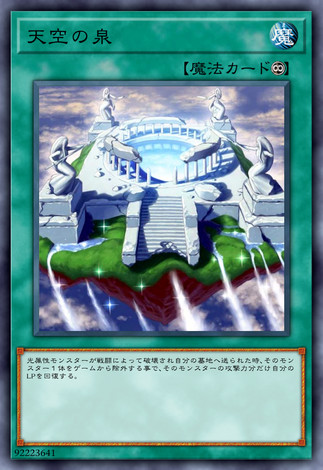 天空の泉
魔
【魔法カード♾】
光属性モンスターが戦闘によって破壊され自分の墓地へ送られた時、そのモン
スター1体をゲームから除外する事で、そのモンスターの攻撃力分だけ自分の
LPを回復する。
92223641